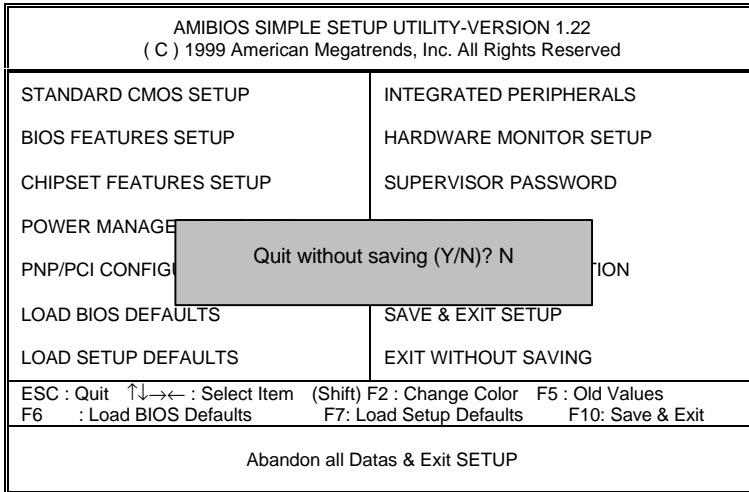 AMIBIOS SIMPLE SETUP UTILITY-VERSION 1.22
( C ) 1999 American Megatrends, Inc. All Rights Reserved
STANDARD CMOS SETUP
BIOS FEATURES SETUP
CHIPSET FEATURES SETUP
POWER MANAGE
PNP/PCI
LOAD BIOS DEFAULTS
LOAD SETUP DEFAULTS
INTEGRATED PERIPHERALS
HARDWARE MONITOR SETUP
SUPERVISOR PASSWORD
SAVE & EXIT SETUP
EXIT WITHOUT SAVING
Quit without saving (Y/N)? N
ESC : Quit ↑↓→← : Select Item (Shift) F2 : Change Color F5 : Old Values
F6 : Load BIOS Defaults F7: Load Setup Defaults F10: Save & Exit
Abandon all Datas & Exit SETUP